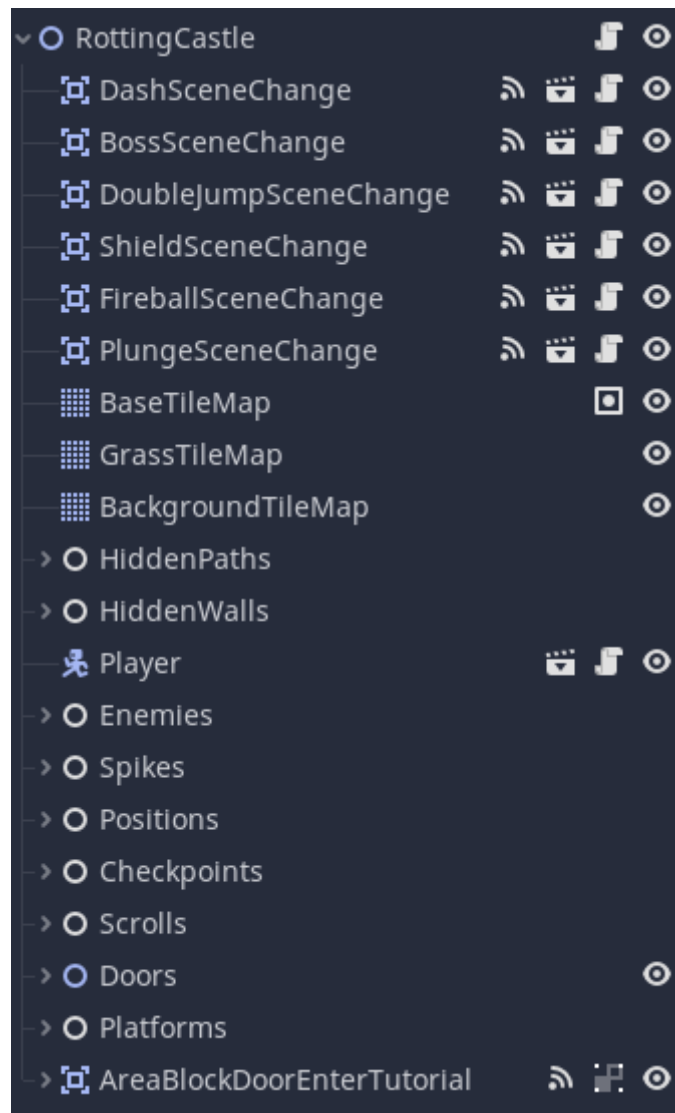 RottingCastle
DashSceneChange
BossSceneChange
DoubleJumpSceneChange
ShieldSceneChange
FireballSceneChange
PlungeSceneChange
BaseTileMap
GrassTileMap
BackgroundTileMap
HiddenPaths
HiddenWalls
Player
Enemies
Spikes
Positions
Checkpoints
Scrolls
Doors
Platforms
AreaBlockDoorEnterTutorial